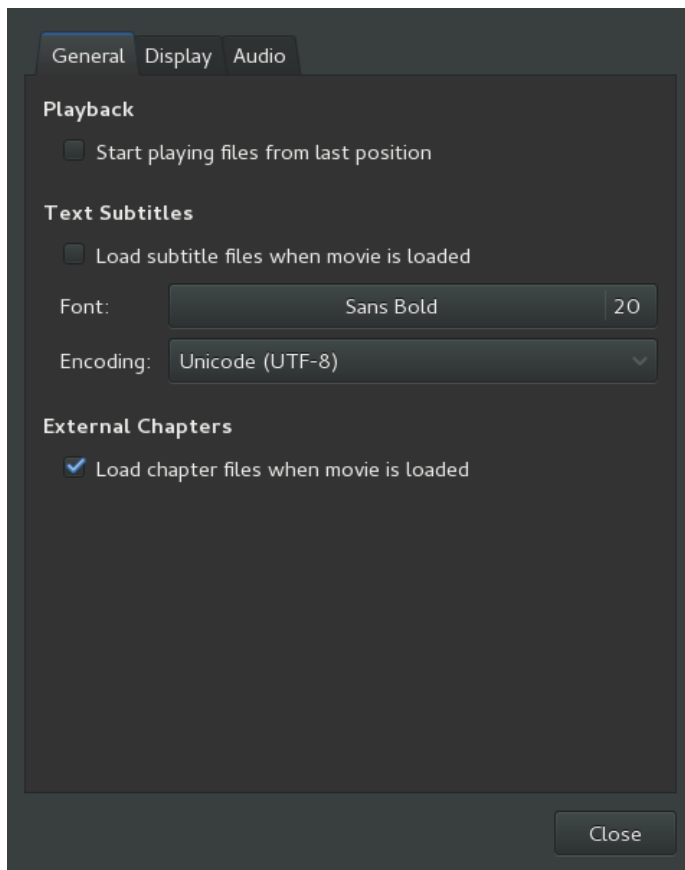 General Display Audio
Playback
Start playing files from last position
Text Subtitles
Load subtitle files when movie is loaded
Font: Sans Bold 20
Encoding: Unicode (UTF-8)
External Chapters
Load chapter files when movie is loaded
Close